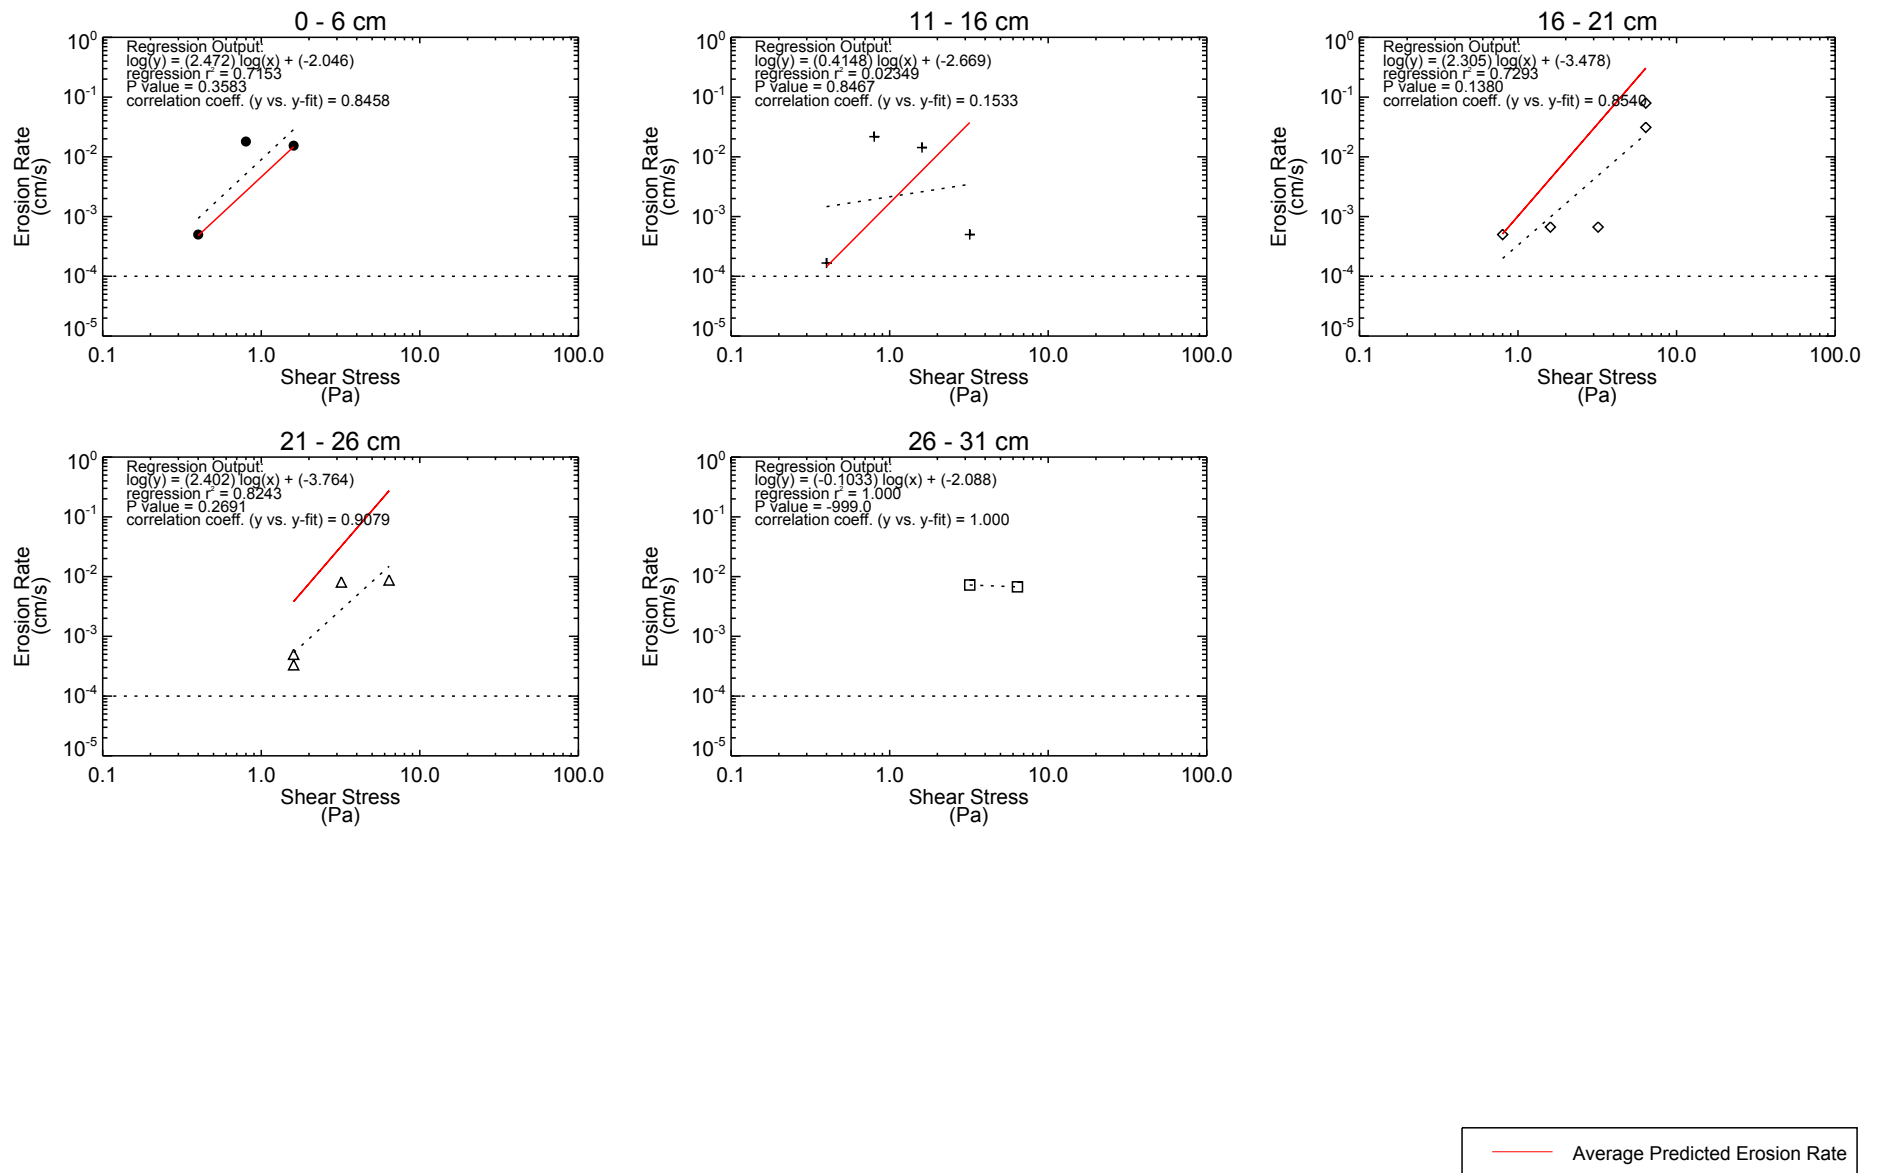 0 - 6 cm
Regression Output:
log(y) = (2.472) log(x) + (-2.046)
regression r² = 0.7153
P value = 0.3583
correlation coeff. (y vs. y-fit) = 0.8458
10⁰
10⁻¹
10⁻²
10⁻³
10⁻⁴
10⁻⁵
Erosion Rate
(cm/s)
0.1 1.0 10.0 100.0
Shear Stress
(Pa)
11 - 16 cm
Regression Output:
log(y) = (0.4148) log(x) + (-2.669)
regression r² = 0.02349
P value = 0.8467
correlation coeff. (y vs. y-fit) = 0.1533
10⁰
10⁻¹
10⁻²
10⁻³
10⁻⁴
10⁻⁵
Erosion Rate
(cm/s)
0.1 1.0 10.0 100.0
Shear Stress
(Pa)
16 - 21 cm
Regression Output:
log(y) = (2.305) log(x) + (-3.478)
regression r² = 0.7293
P value = 0.1380
correlation coeff. (y vs. y-fit) = 0.8540
10⁰
10⁻¹
10⁻²
10⁻³
10⁻⁴
10⁻⁵
Erosion Rate
(cm/s)
0.1 1.0 10.0 100.0
Shear Stress
(Pa)
21 - 26 cm
Regression Output:
log(y) = (2.402) log(x) + (-3.764)
regression r² = 0.8243
P value = 0.2691
correlation coeff. (y vs. y-fit) = 0.9079
10⁰
10⁻¹
10⁻²
10⁻³
10⁻⁴
10⁻⁵
Erosion Rate
(cm/s)
0.1 1.0 10.0 100.0
Shear Stress
(Pa)
26 - 31 cm
Regression Output:
log(y) = (-0.1033) log(x) + (-2.088)
regression r² = 1.000
P value = -999.0
correlation coeff. (y vs. y-fit) = 1.000
10⁰
10⁻¹
10⁻²
10⁻³
10⁻⁴
10⁻⁵
Erosion Rate
(cm/s)
0.1 1.0 10.0 100.0
Shear Stress
(Pa)
Average Predicted Erosion Rate